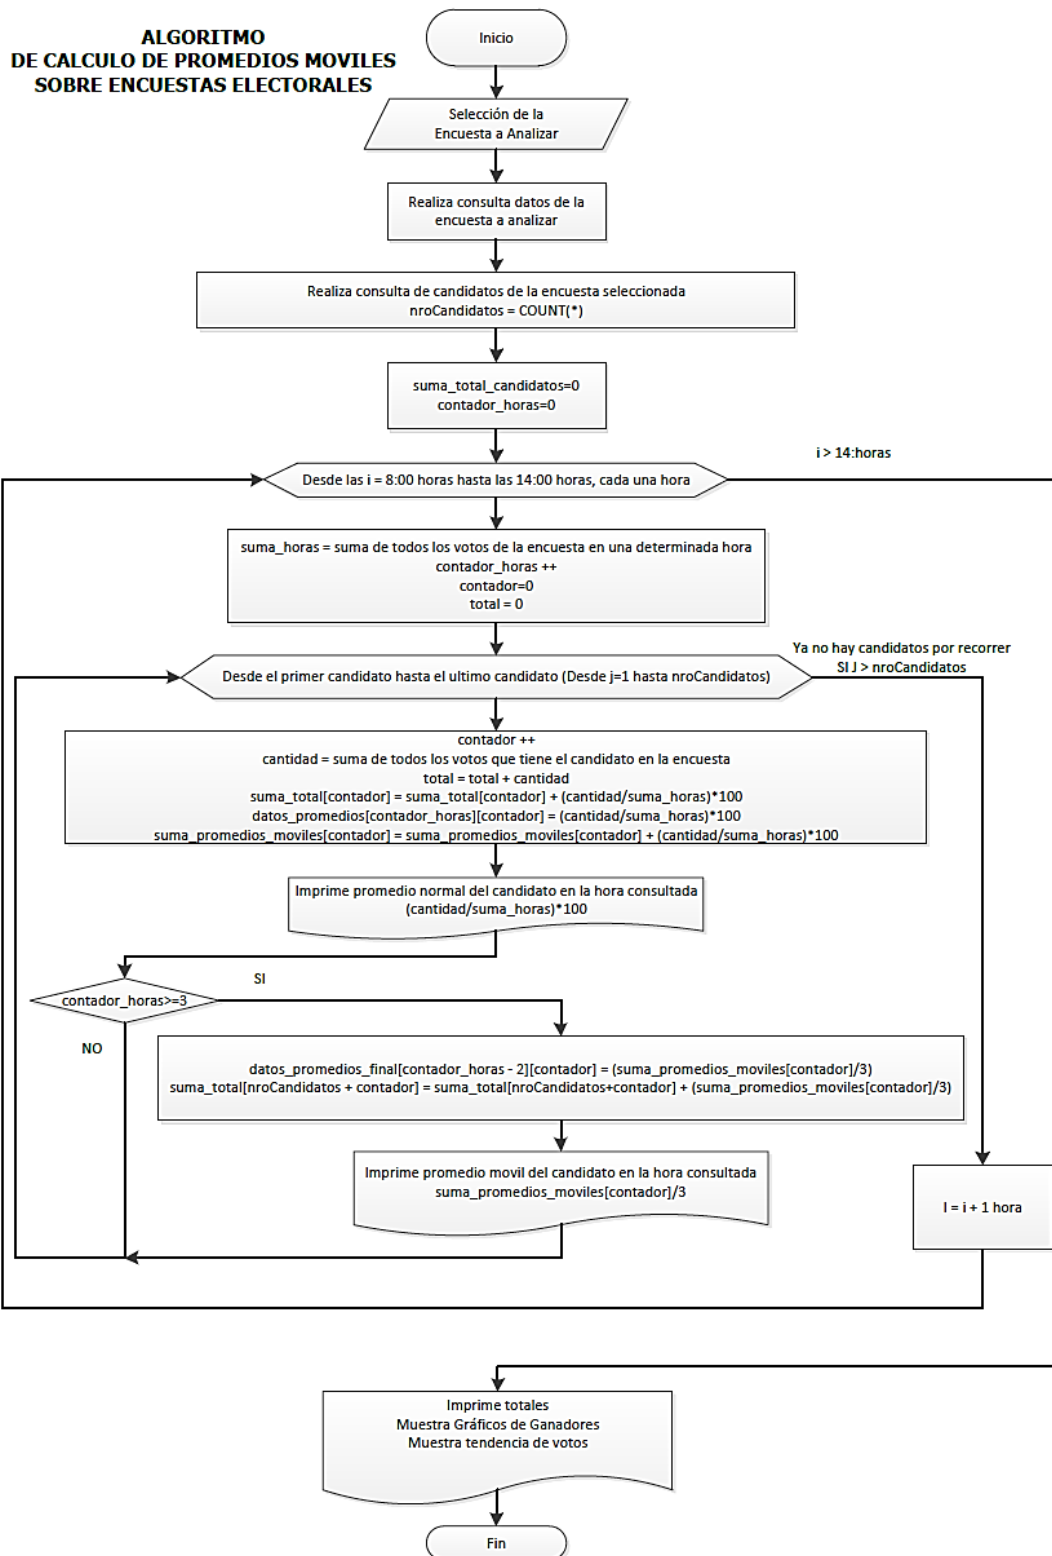 ALGORITMO
DE CALCULO DE PROMEDIOS MOVILES
SOBRE ENCUESTAS ELECTORALES
Inicio
Selección de la
Encuesta a Analizar
Realiza consulta datos de la
encuesta a analizar
Realiza consulta de candidatos de la encuesta seleccionada
nroCandidatos = COUNT(*)
suma_total_candidatos=0
contador_horas=0
i > 14:horas
Desde las i = 8:00 horas hasta las 14:00 horas, cada una hora
suma_horas = suma de todos los votos de la encuesta en una determinada hora
contador_horas ++
contador=0
total = 0
Ya no hay candidatos por recorrer
SI J > nroCandidatos
Desde el primer candidato hasta el ultimo candidato (Desde j=1 hasta nroCandidatos)
contador ++
cantidad = suma de todos los votos que tiene el candidato en la encuesta
total = total + cantidad
suma_total[contador] = suma_total[contador] + (cantidad/suma_horas)*100
datos_promedios[contador_horas][contador] = (cantidad/suma_horas)*100
suma_promedios_moviles[contador] = suma_promedios_moviles[contador] + (cantidad/suma_horas)*100
Imprime promedio normal del candidato en la hora consultada
(cantidad/suma_horas)*100
SI
contador_horas>=3
NO
datos_promedios_final[contador_horas - 2][contador] = (suma_promedios_moviles[contador]/3)
suma_total[nroCandidatos + contador] = suma_total[nroCandidatos+contador] + (suma_promedios_moviles[contador]/3)
Imprime promedio movil del candidato en la hora consultada
suma_promedios_moviles[contador]/3
I = i + 1 hora
Imprime totales
Muestra Gráficos de Ganadores
Muestra tendencia de votos
Fin